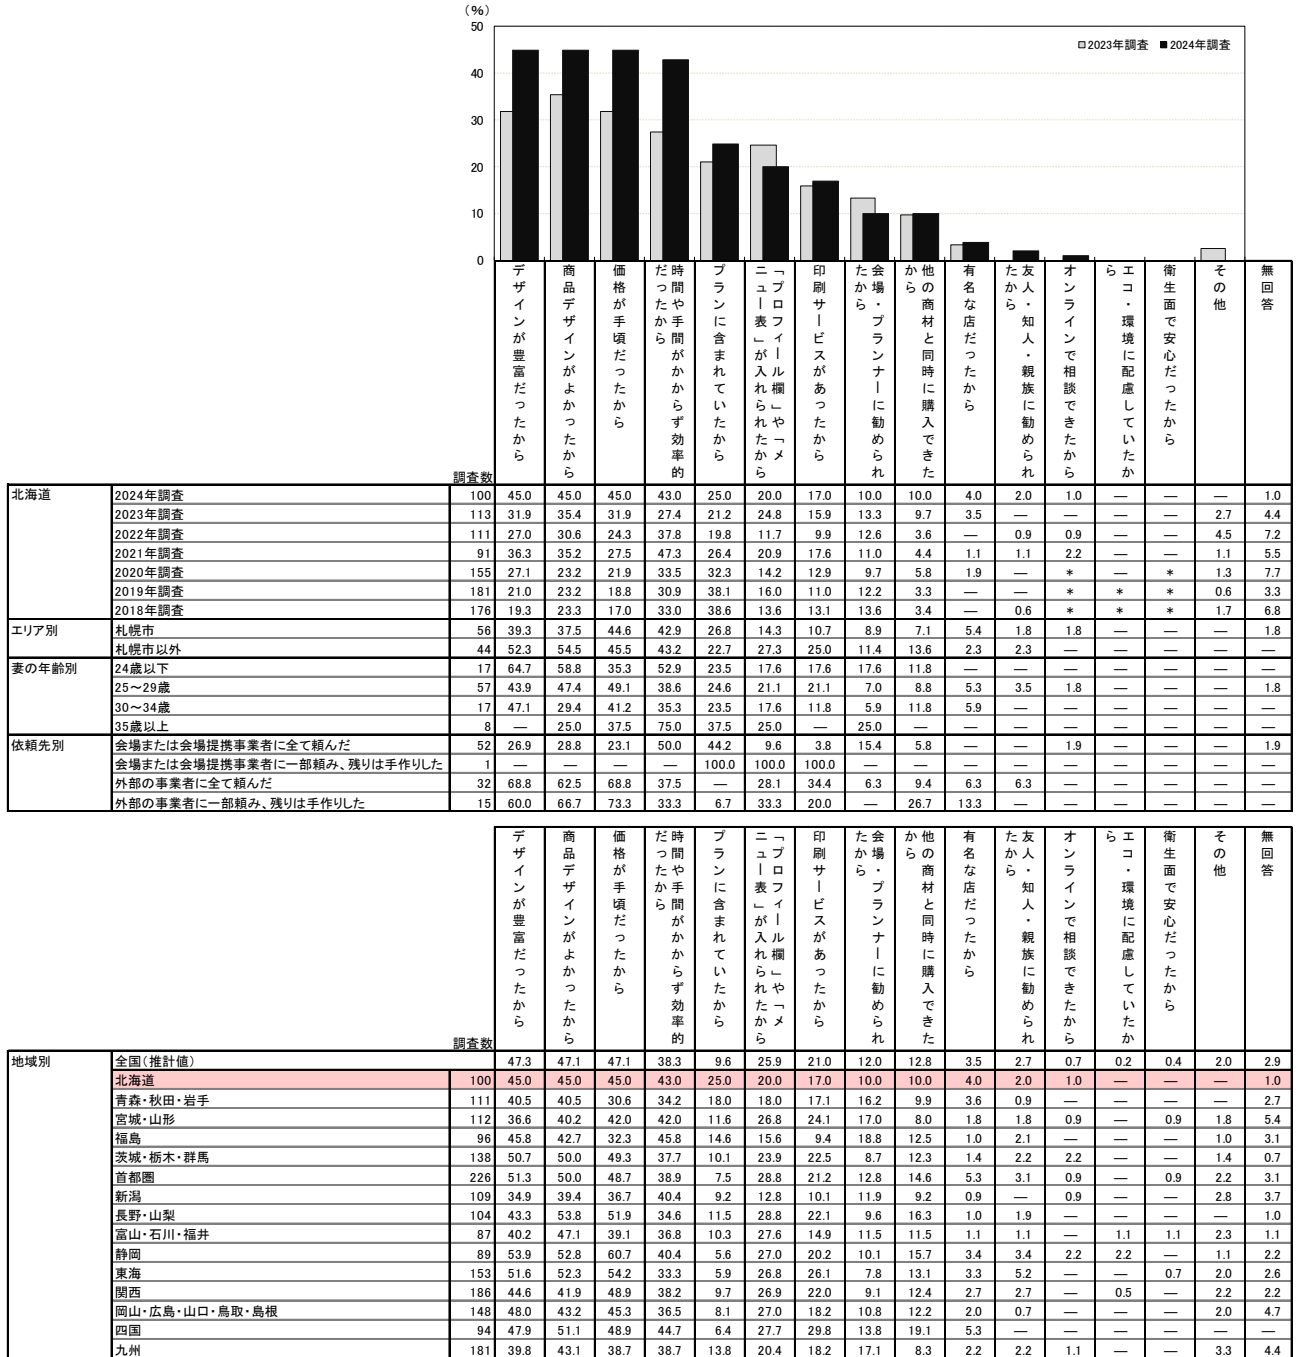 (%)
50
40
30
20
10
0
□2023年調査 ■2024年調査
デザインが豊富だったから
商品デザインがよかったから
価格が手頃だったから
時間や手間がかからず効率的だったから
プランに含まれていたから
「プロフィール欄」や「メニュー表」が入れられたから
印刷サービスがあったから
会場・プランナーに勧められたから
他の商材と同時に購入できたから
有名な店だったから
友人・知人・親族に勧められたから
オンラインで相談できたから
エコ・環境に配慮していたから
衛生面で安心だったから
その他
無回答
調査数
北海道 2024年調査 100 45.0 45.0 45.0 43.0 25.0 20.0 17.0 10.0 10.0 4.0 2.0 1.0 — — — 1.0
2023年調査 113 31.9 35.4 31.9 27.4 21.2 24.8 15.9 13.3 9.7 3.5 — — — — 2.7 4.4
2022年調査 111 27.0 30.6 24.3 37.8 19.8 11.7 9.9 12.6 3.6 — 0.9 0.9 — — 4.5 7.2
2021年調査 91 36.3 35.2 27.5 47.3 26.4 20.9 17.6 11.0 4.4 1.1 1.1 2.2 — — 1.1 5.5
2020年調査 155 27.1 23.2 21.9 33.5 32.3 14.2 12.9 9.7 5.8 1.9 — * — * 1.3 7.7
2019年調査 181 21.0 23.2 18.8 30.9 38.1 16.0 11.0 12.2 3.3 — — * * * 0.6 3.3
2018年調査 176 19.3 23.3 17.0 33.0 38.6 13.6 13.1 13.6 3.4 — 0.6 * * * 1.7 6.8
エリア別 札幌市 56 39.3 37.5 44.6 42.9 26.8 14.3 10.7 8.9 7.1 5.4 1.8 1.8 — — — 1.8
札幌市以外 44 52.3 54.5 45.5 43.2 22.7 27.3 25.0 11.4 13.6 2.3 2.3 — — — — —
妻の年齢別 24歳以下 17 64.7 58.8 35.3 52.9 23.5 17.6 17.6 17.6 11.8 — — — — — — —
25～29歳 57 43.9 47.4 49.1 38.6 24.6 21.1 21.1 7.0 8.8 5.3 3.5 1.8 — — — 1.8
30～34歳 17 47.1 29.4 41.2 35.3 23.5 17.6 11.8 5.9 11.8 5.9 — — — — — —
35歳以上 8 — 25.0 37.5 75.0 37.5 25.0 — 25.0 — — — — — — — —
依頼先別 会場または会場提携事業者に全て頼んだ 52 26.9 28.8 23.1 50.0 44.2 9.6 3.8 15.4 5.8 — — 1.9 — — — 1.9
会場または会場提携事業者に一部頼み、残りは手作りした 1 — — — — 100.0 100.0 100.0 — — — — — — — — —
外部の事業者に全て頼んだ 32 68.8 62.5 68.8 37.5 — 28.1 34.4 6.3 9.4 6.3 6.3 — — — — —
外部の事業者に一部頼み、残りは手作りした 15 60.0 66.7 73.3 33.3 6.7 33.3 20.0 — 26.7 13.3 — — — — — —
デザインが豊富だったから
商品デザインがよかったから
価格が手頃だったから
時間や手間がかからず効率的だったから
プランに含まれていたから
「プロフィール欄」や「メニュー表」が入れられたから
印刷サービスがあったから
会場・プランナーに勧められたから
他の商材と同時に購入できたから
有名な店だったから
友人・知人・親族に勧められたから
オンラインで相談できたから
エコ・環境に配慮していたから
衛生面で安心だったから
その他
無回答
調査数
地域別 全国(推計値) 47.3 47.1 47.1 38.3 9.6 25.9 21.0 12.0 12.8 3.5 2.7 0.7 0.2 0.4 2.0 2.9
北海道 100 45.0 45.0 45.0 43.0 25.0 20.0 17.0 10.0 10.0 4.0 2.0 1.0 — — — 1.0
青森・秋田・岩手 111 40.5 40.5 30.6 34.2 18.0 18.0 17.1 16.2 9.9 3.6 0.9 — — — — 2.7
宮城・山形 112 36.6 40.2 42.0 42.0 11.6 26.8 24.1 17.0 8.0 1.8 1.8 0.9 — 0.9 1.8 5.4
福島 96 45.8 42.7 32.3 45.8 14.6 15.6 9.4 18.8 12.5 1.0 2.1 — — — 1.0 3.1
茨城・栃木・群馬 138 50.7 50.0 49.3 37.7 10.1 23.9 22.5 8.7 12.3 1.4 2.2 2.2 — — 1.4 0.7
首都圏 226 51.3 50.0 48.7 38.9 7.5 28.8 21.2 12.8 14.6 5.3 3.1 0.9 — 0.9 2.2 3.1
新潟 109 34.9 39.4 36.7 40.4 9.2 12.8 10.1 11.9 9.2 0.9 — 0.9 — — 2.8 3.7
長野・山梨 104 43.3 53.8 51.9 34.6 11.5 28.8 22.1 9.6 16.3 1.0 1.9 — — — — 1.0
富山・石川・福井 87 40.2 47.1 39.1 36.8 10.3 27.6 14.9 11.5 11.5 1.1 1.1 — 1.1 1.1 2.3 1.1
静岡 89 53.9 52.8 60.7 40.4 5.6 27.0 20.2 10.1 15.7 3.4 3.4 2.2 2.2 — 1.1 2.2
東海 153 51.6 52.3 54.2 33.3 5.9 26.8 26.1 7.8 13.1 3.3 5.2 — — 0.7 2.0 2.6
関西 186 44.6 41.9 48.9 38.2 9.7 26.9 22.0 9.1 12.4 2.7 2.7 — 0.5 — 2.2 2.2
岡山・広島・山口・鳥取・島根 148 48.0 43.2 45.3 36.5 8.1 27.0 18.2 10.8 12.2 2.0 0.7 — — — 2.0 4.7
四国 94 47.9 51.1 48.9 44.7 6.4 27.7 29.8 13.8 19.1 5.3 — — — — — —
九州 181 39.8 43.1 38.7 38.7 13.8 20.4 18.2 17.1 8.3 2.2 2.2 1.1 — — 3.3 4.4